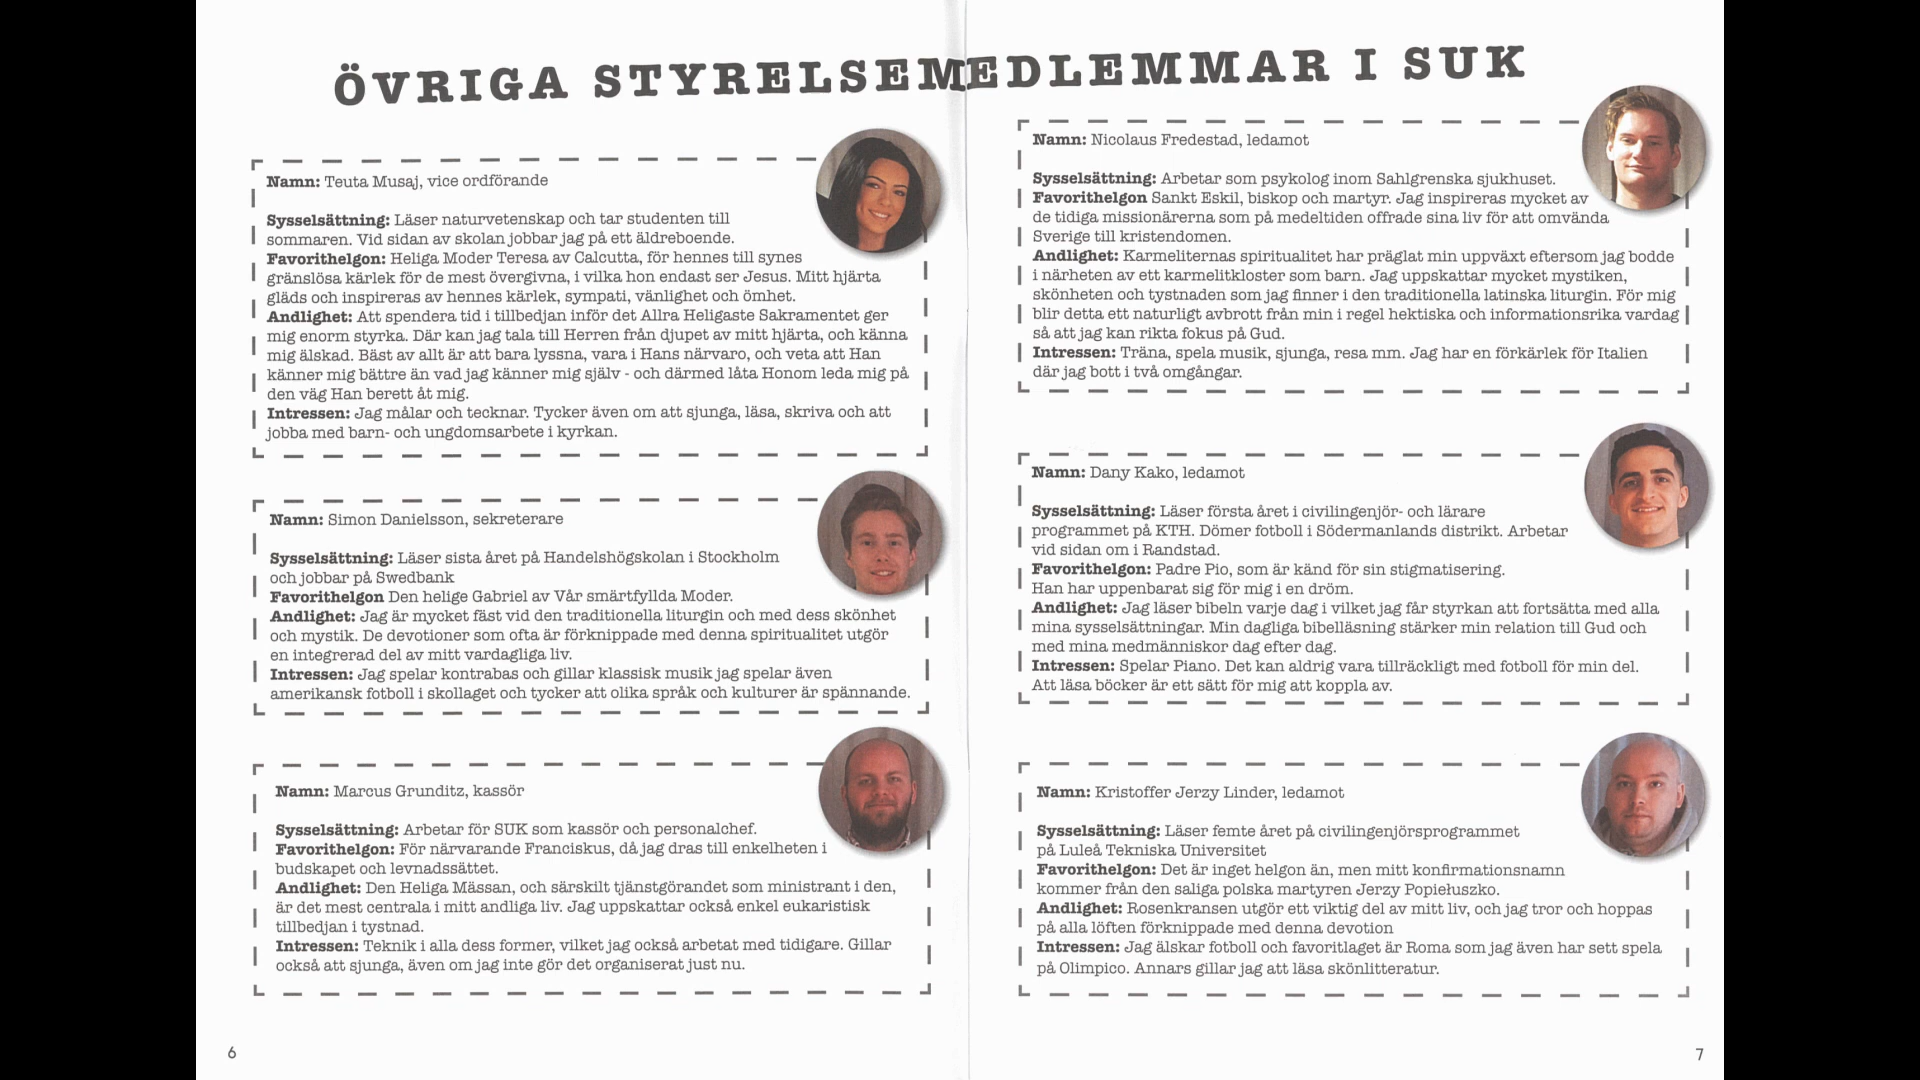 ÖVRIGA STYRELSEMEDLEMMAR I SUK
Namn: Teuta Musaj, vice ordförande
Sysselsättning: Läser naturvetenskap och tar studenten till
sommaren. Vid sidan av skolan jobbar jag på ett äldreboende.
Favorithelgon: Heliga Moder Teresa av Calcutta, för hennes till synes
gränslösa kärlek för de mest övergivna, i vilka hon endast ser Jesus. Mitt hjärta
gläds och inspireras av hennes kärlek, sympati, vänlighet och ömhet.
Andlighet: Att spendera tid i tillbedjan inför det Allra Heligaste Sakramentet ger
mig enorm styrka. Där kan jag tala till Herren från djupet av mitt hjärta, och känna
mig älskad. Bäst av allt är att bara lyssna, vara i Hans närvaro, och veta att Han
känner mig bättre än vad jag känner mig själv - och därmed låta Honom leda mig på
den väg Han berett åt mig.
Intressen: Jag målar och tecknar. Tycker även om att sjunga, läsa, skriva och att
jobba med barn- och ungdomsarbete i kyrkan.
Namn: Simon Danielsson, sekreterare
Sysselsättning: Läser sista året på Handelshögskolan i Stockholm
och jobbar på Swedbank
Favorithelgon Den helige Gabriel av Vår smärtfyllda Moder.
Andlighet: Jag är mycket fäst vid den traditionella liturgin och med dess skönhet
och mystik. De devotioner som ofta är förknippade med denna spiritualitet utgör
en integrerad del av mitt vardagliga liv.
Intressen: Jag spelar kontrabas och gillar klassisk musik jag spelar även
amerikansk fotboll i skollaget och tycker att olika språk och kulturer är spännande.
Namn: Marcus Grunditz, kassör
Sysselsättning: Arbetar för SUK som kassör och personalchef.
Favorithelgon: För närvarande Franciskus, då jag dras till enkelheten i
budskapet och levnadssättet.
Andlighet: Den Heliga Mässan, och särskilt tjänstgörandet som ministrant i den,
är det mest centrala i mitt andliga liv. Jag uppskattar också enkel eukaristisk
tillbedjan i tystnad.
Intressen: Teknik i alla dess former, vilket jag också arbetat med tidigare. Gillar
också att sjunga, även om jag inte gör det organiserat just nu.
6
Namn: Nicolaus Fredestad, ledamot
Sysselsättning: Arbetar som psykolog inom Sahlgrenska sjukhuset.
Favorithelgon Sankt Eskil, biskop och martyr. Jag inspireras mycket av
de tidiga missionärerna som på medeltiden offrade sina liv för att omvända
Sverige till kristendomen.
Andlighet: Karmeliternas spiritualitet har präglat min uppväxt eftersom jag bodde
i närheten av ett karmelitkloster som barn. Jag uppskattar mycket mystiken,
skönheten och tystnaden som jag finner i den traditionella latinska liturgin. För mig
blir detta ett naturligt avbrott från min i regel hektiska och informationsrika vardag
så att jag kan rikta fokus på Gud.
Intressen: Träna, spela musik, sjunga, resa mm. Jag har en förkärlek för Italien
där jag bott i två omgångar.
Namn: Dany Kako, ledamot
Sysselsättning: Läser första året i civilingenjör- och lärare
programmet på KTH. Dömer fotboll i Södermanlands distrikt. Arbetar
vid sidan om i Randstad.
Favorithelgon: Padre Pio, som är känd för sin stigmatisering.
Han har uppenbarat sig för mig i en dröm.
Andlighet: Jag läser bibeln varje dag i vilket jag får styrkan att fortsätta med alla
mina sysselsättningar. Min dagliga bibelläsning stärker min relation till Gud och
med mina medmänniskor dag efter dag.
Intressen: Spelar Piano. Det kan aldrig vara tillräckligt med fotboll för min del.
Att läsa böcker är ett sätt för mig att koppla av.
Namn: Kristoffer Jerzy Linder, ledamot
Sysselsättning: Läser femte året på civilingenjörsprogrammet
på Luleå Tekniska Universitet
Favorithelgon: Det är inget helgon än, men mitt konfirmationsnamn
kommer från den saliga polska martyren Jerzy Popiełuszko.
Andlighet: Rosenkransen utgör ett viktig del av mitt liv, och jag tror och hoppas
på alla löften förknippade med denna devotion
Intressen: Jag älskar fotboll och favoritlaget är Roma som jag även har sett spela
på Olimpico. Annars gillar jag att läsa skönlitteratur.
7